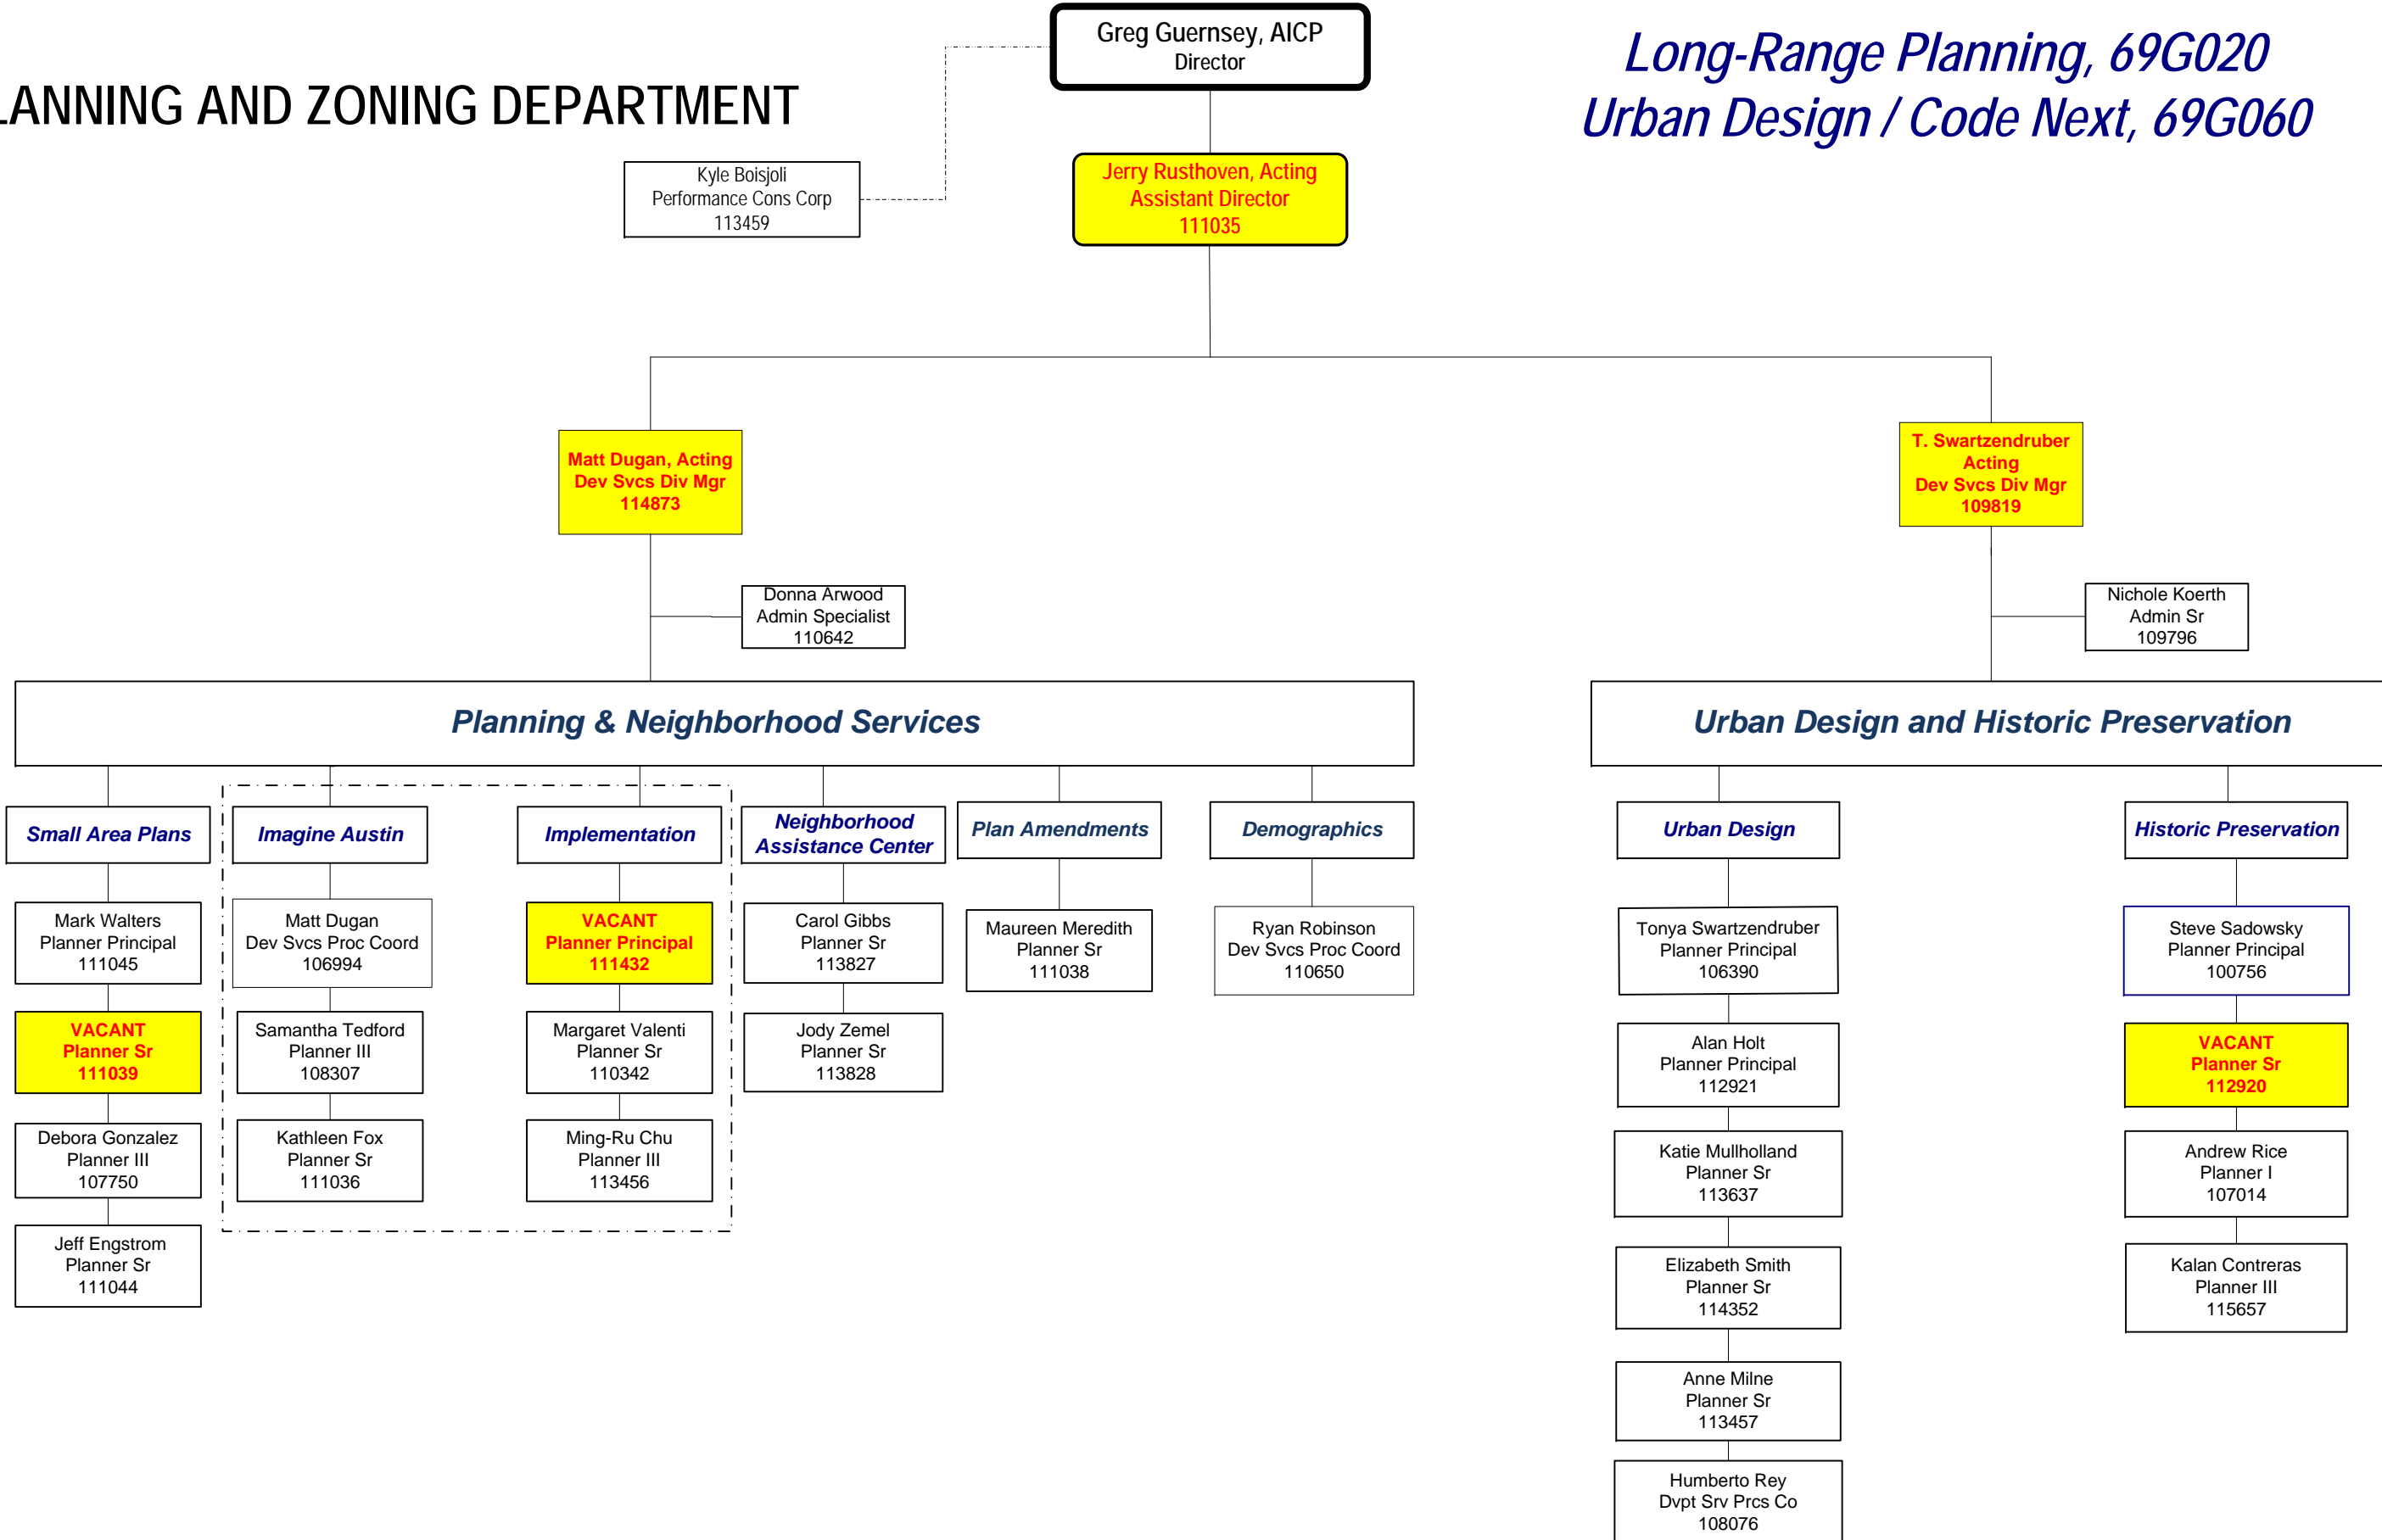 Greg Guernsey, AICP
Director
Long-Range Planning, 69G020
Urban Design / Code Next, 69G060
LANNING AND ZONING DEPARTMENT
Kyle Boisjoli
Performance Cons Corp
113459
Jerry Rusthoven, Acting
Assistant Director
111035
Matt Dugan, Acting
Dev Svcs Div Mgr
114873
T. Swartzendruber
Acting
Dev Svcs Div Mgr
109819
Donna Arwood
Admin Specialist
110642
Nichole Koerth
Admin Sr
109796
Planning & Neighborhood Services
Small Area Plans
Mark Walters
Planner Principal
111045
VACANT
Planner Sr
111039
Debora Gonzalez
Planner III
107750
Jeff Engstrom
Planner Sr
111044
Imagine Austin
Matt Dugan
Dev Svcs Proc Coord
106994
Samantha Tedford
Planner III
108307
Kathleen Fox
Planner Sr
111036
Implementation
VACANT
Planner Principal
111432
Margaret Valenti
Planner Sr
110342
Ming-Ru Chu
Planner III
113456
Neighborhood
Assistance Center
Carol Gibbs
Planner Sr
113827
Jody Zemel
Planner Sr
113828
Plan Amendments
Maureen Meredith
Planner Sr
111038
Demographics
Ryan Robinson
Dev Svcs Proc Coord
110650
Urban Design and Historic Preservation
Urban Design
Tonya Swartzendruber
Planner Principal
106390
Alan Holt
Planner Principal
112921
Katie Mullholland
Planner Sr
113637
Elizabeth Smith
Planner Sr
114352
Anne Milne
Planner Sr
113457
Humberto Rey
Dvpt Srv Prcs Co
108076
Historic Preservation
Steve Sadowsky
Planner Principal
100756
VACANT
Planner Sr
112920
Andrew Rice
Planner I
107014
Kalan Contreras
Planner III
115657